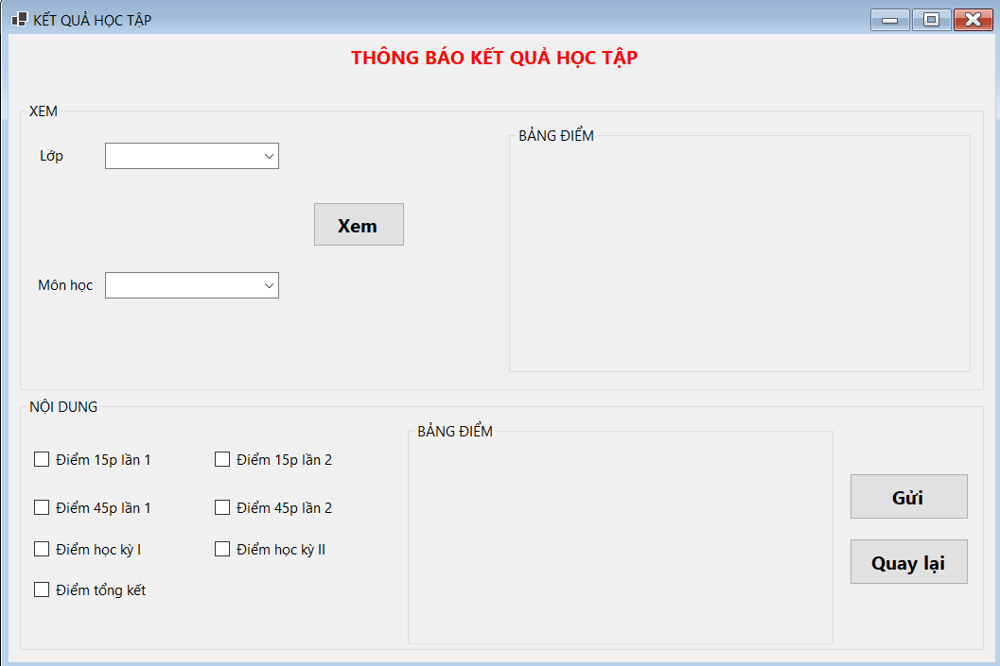 KẾT QUẢ HỌC TẬP
THÔNG BÁO KẾT QUẢ HỌC TẬP
XEM
Lớp
Xem
Môn học
BẢNG ĐIỂM
NỘI DUNG
Điểm 15p lần 1
Điểm 15p lần 2
Điểm 45p lần 1
Điểm 45p lần 2
Điểm học kỳ I
Điểm học kỳ II
Điểm tổng kết
BẢNG ĐIỂM
Gửi
Quay lại